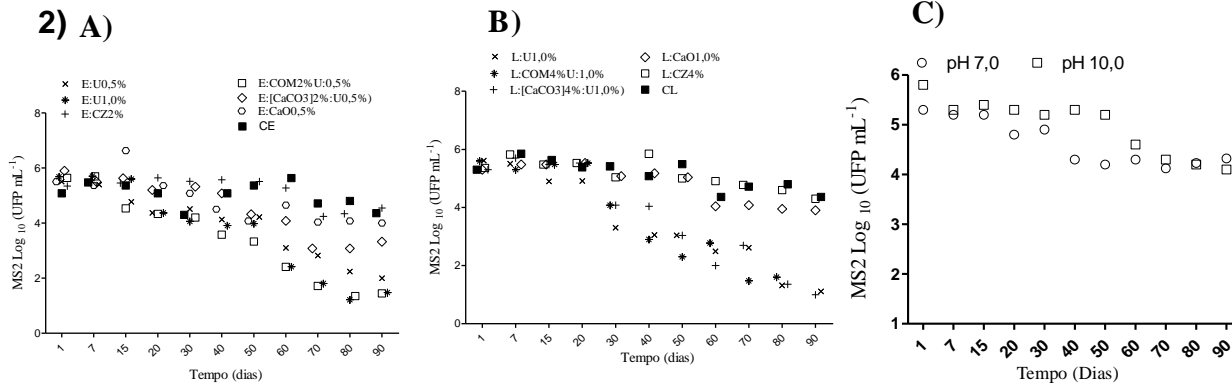 2) A)
× E:U0,5%
✱ E:U1,0%
+ E:CZ2%
□ E:COM2%U:0,5%
◇ E:[CaCO3]2%:U0,5%)
○ E:CaO0,5%
■ CE
MS2 Log 10 (UFP mL-1)
8
6
4
2
0
1 7 15 20 30 40 50 60 70 80 90
Tempo (dias)
B)
× L:U1,0%
✱ L:COM4%U:1,0%
+ L:[CaCO3]4%:U1,0%)
◇ L:CaO1,0%
□ L:CZ4%
■ CL
MS2 Log 10 (UFP mL-1)
8
6
4
2
0
1 7 15 20 30 40 50 60 70 80 90
Tempo (dias)
C)
○ pH 7,0 □ pH 10,0
MS2 Log 10 (UFP mL-1)
6
5
4
3
2
1
1 7 15 20 30 40 50 60 70 80 90
Tempo (Dias)